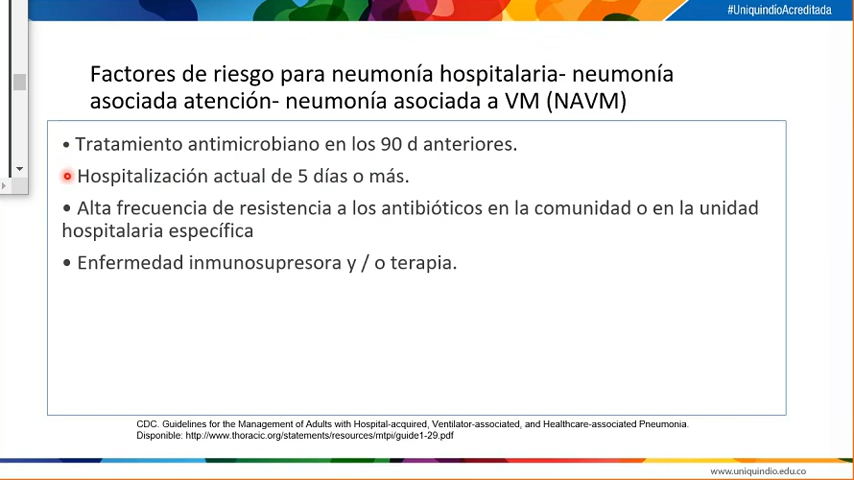 #UniquindíoAcreditada
Factores de riesgo para neumonía hospitalaria- neumonía
asociada atención- neumonía asociada a VM (NAVM)
• Tratamiento antimicrobiano en los 90 d anteriores.
• Hospitalización actual de 5 días o más.
• Alta frecuencia de resistencia a los antibióticos en la comunidad o en la unidad
hospitalaria específica
• Enfermedad inmunosupresora y / o terapia.
CDC. Guidelines for the Management of Adults with Hospital-acquired, Ventilator-associated, and Healthcare-associated Pneumonia.
Disponible: http://www.thoracic.org/statements/resources/mtpi/guide1-29.pdf
www.uniquindio.edu.co